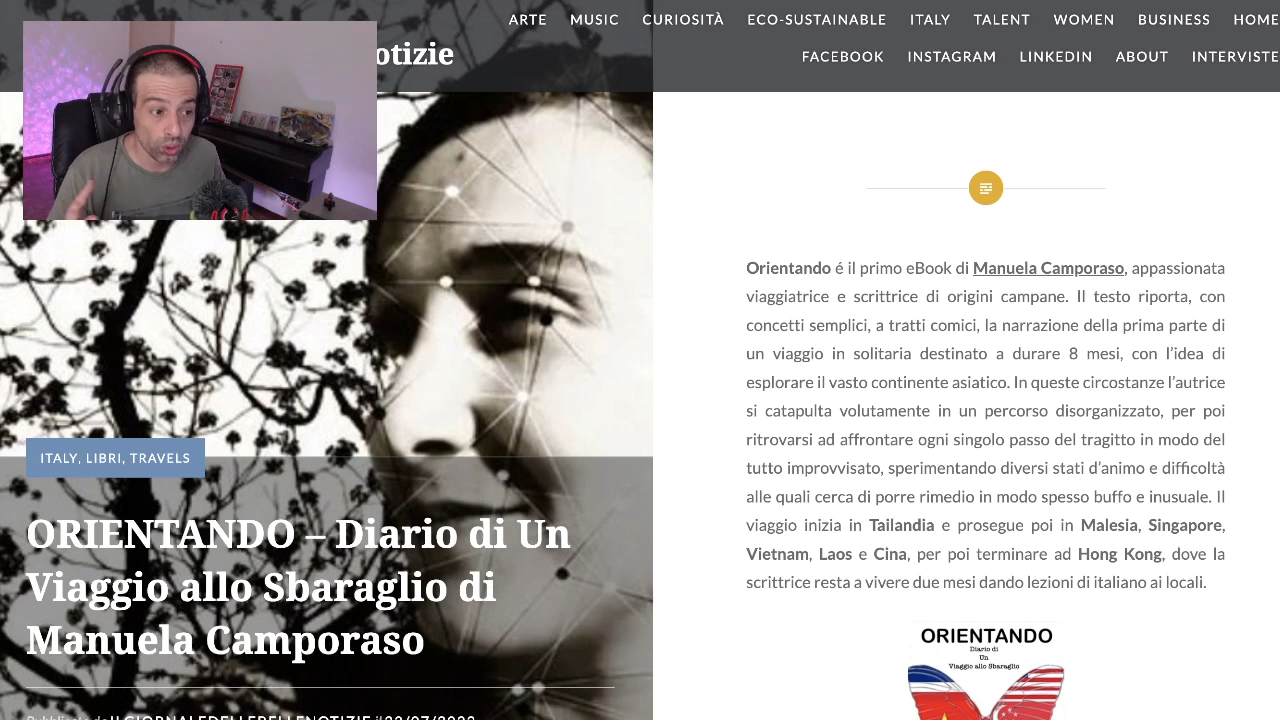 ARTE MUSIC CURIOSITÀ ECO-SUSTAINABLE ITALY TALENT WOMEN BUSINESS HOME
FACEBOOK INSTAGRAM LINKEDIN ABOUT INTERVISTE
otizie
ITALY, LIBRI, TRAVELS
ORIENTANDO – Diario di Un
Viaggio allo Sbaraglio di
Manuela Camporaso
Pubblicato da IL GIORNALEDELLEBELLENOTIZIE il 22/07/2022
Orientando é il primo eBook di Manuela Camporaso, appassionata
viaggiatrice e scrittrice di origini campane. Il testo riporta, con
concetti semplici, a tratti comici, la narrazione della prima parte di
un viaggio in solitaria destinato a durare 8 mesi, con l’idea di
esplorare il vasto continente asiatico. In queste circostanze l’autrice
si catapulta volutamente in un percorso disorganizzato, per poi
ritrovarsi ad affrontare ogni singolo passo del tragitto in modo del
tutto improvvisato, sperimentando diversi stati d’animo e difficoltà
alle quali cerca di porre rimedio in modo spesso buffo e inusuale. Il
viaggio inizia in Tailandia e prosegue poi in Malesia, Singapore,
Vietnam, Laos e Cina, per poi terminare ad Hong Kong, dove la
scrittrice resta a vivere due mesi dando lezioni di italiano ai locali.
ORIENTANDO
Diario di
Un
Viaggio allo Sbaraglio